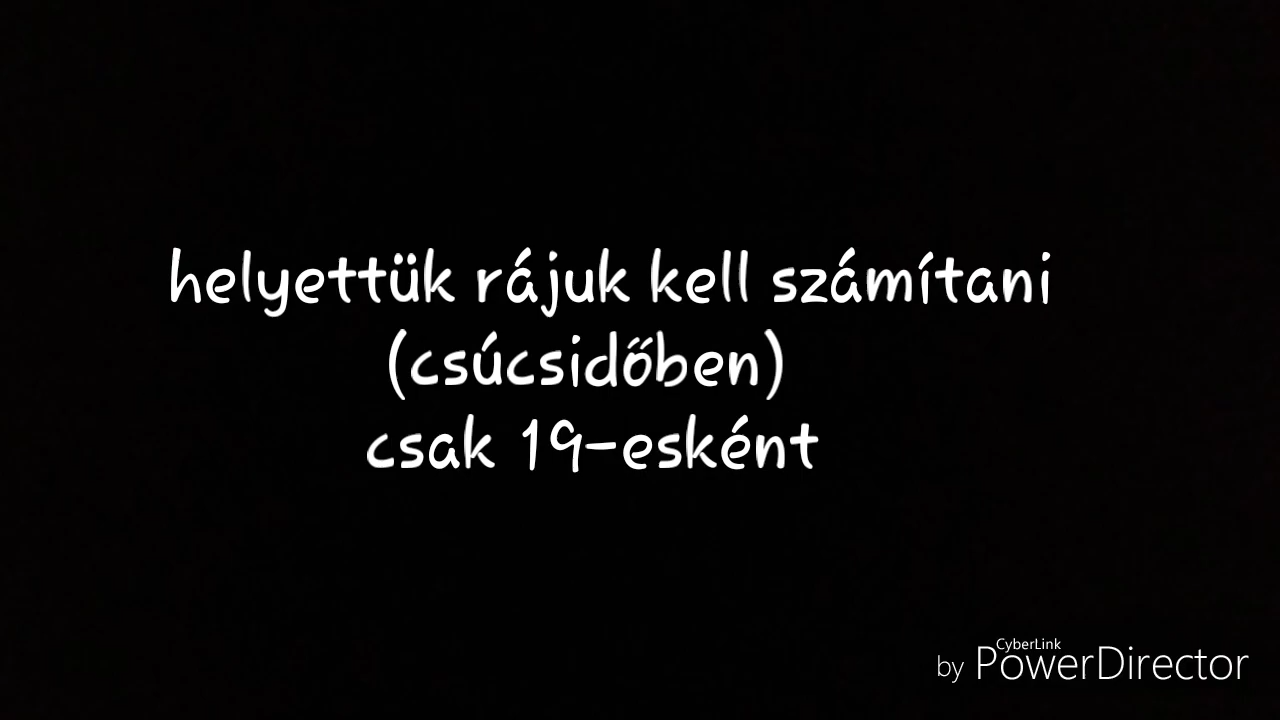 helyettük rájuk kell számítani
(csúcsidőben)
csak 19-esként
CyberLink
by PowerDirector